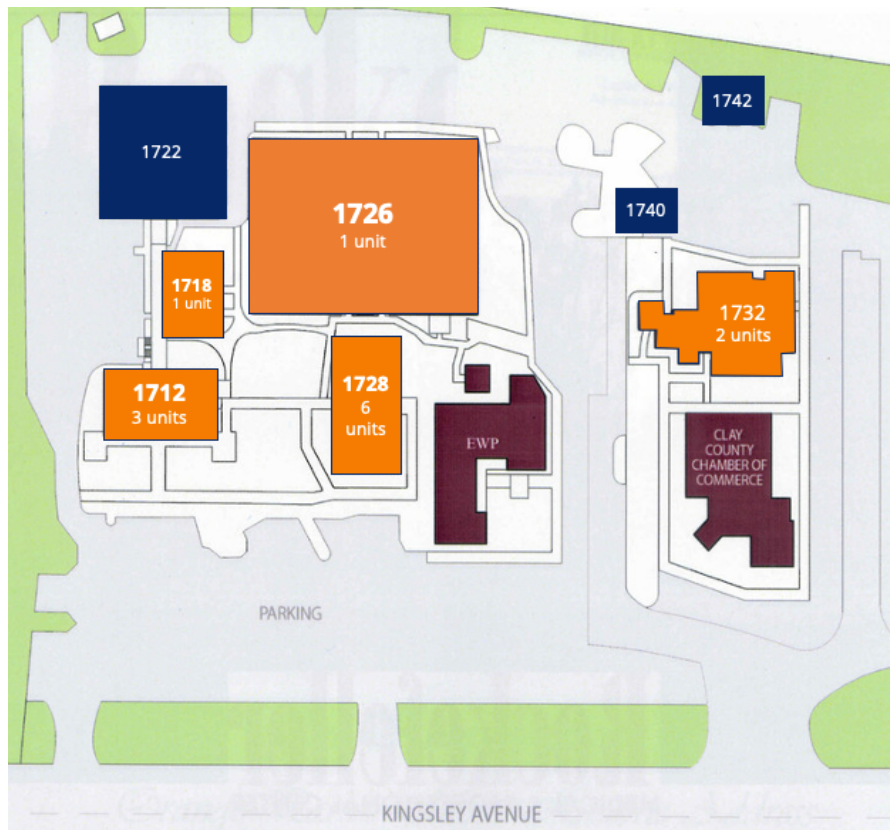 1742
1722
1740
1726
1 unit
1718
1 unit
1732
2 units
1712
3 units
1728
6
units
EWP
CLAY
COUNTY
CHAMBER OF
COMMERCE
PARKING
KINGSLEY AVENUE